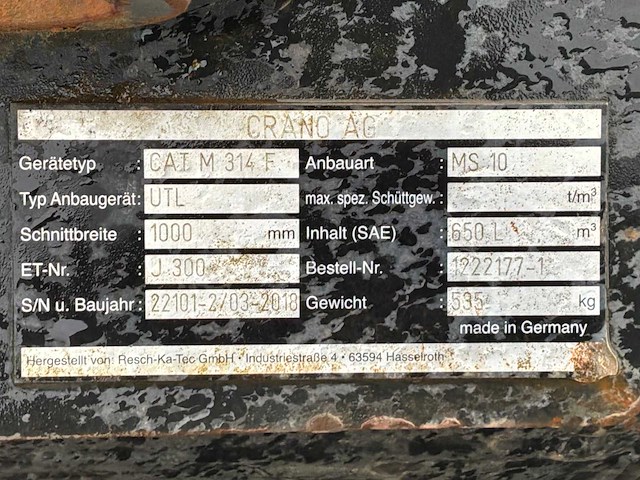 CRANO AG
Gerätetyp : CAT M 314 F Anbauart : MS 10
Typ Anbaugerät: UTL max. spez. Schüttgew. : t/m³
Schnittbreite : 1000 mm Inhalt (SAE) : 650 L m³
ET-Nr. : J 300 Bestell-Nr. : 1222177-1
S/N u. Baujahr : 22101-2/03-2018 Gewicht : 535 kg
made in Germany
Hergestellt von: Resch-Ka-Tec GmbH · Industriestraße 4 · 63594 Hasselroth